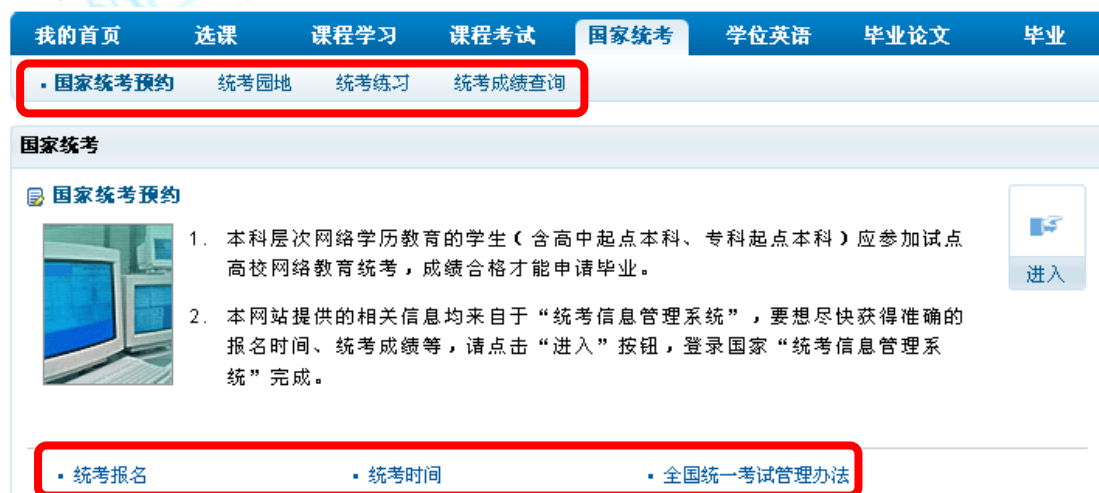 我的首页 选课 课程学习 课程考试 国家统考 学位英语 毕业论文 毕业
▪ 国家统考预约 统考园地 统考练习 统考成绩查询
国家统考
国家统考预约
1. 本科层次网络学历教育的学生（含高中起点本科、专科起点本科）应参加试点
高校网络教育统考，成绩合格才能申请毕业。
进入
2. 本网站提供的相关信息均来自于“统考信息管理系统”，要想尽快获得准确的
报名时间、统考成绩等，请点击“进入”按钮，登录国家“统考信息管理系
统”完成。
▪ 统考报名 ▪ 统考时间 ▪ 全国统一考试管理办法